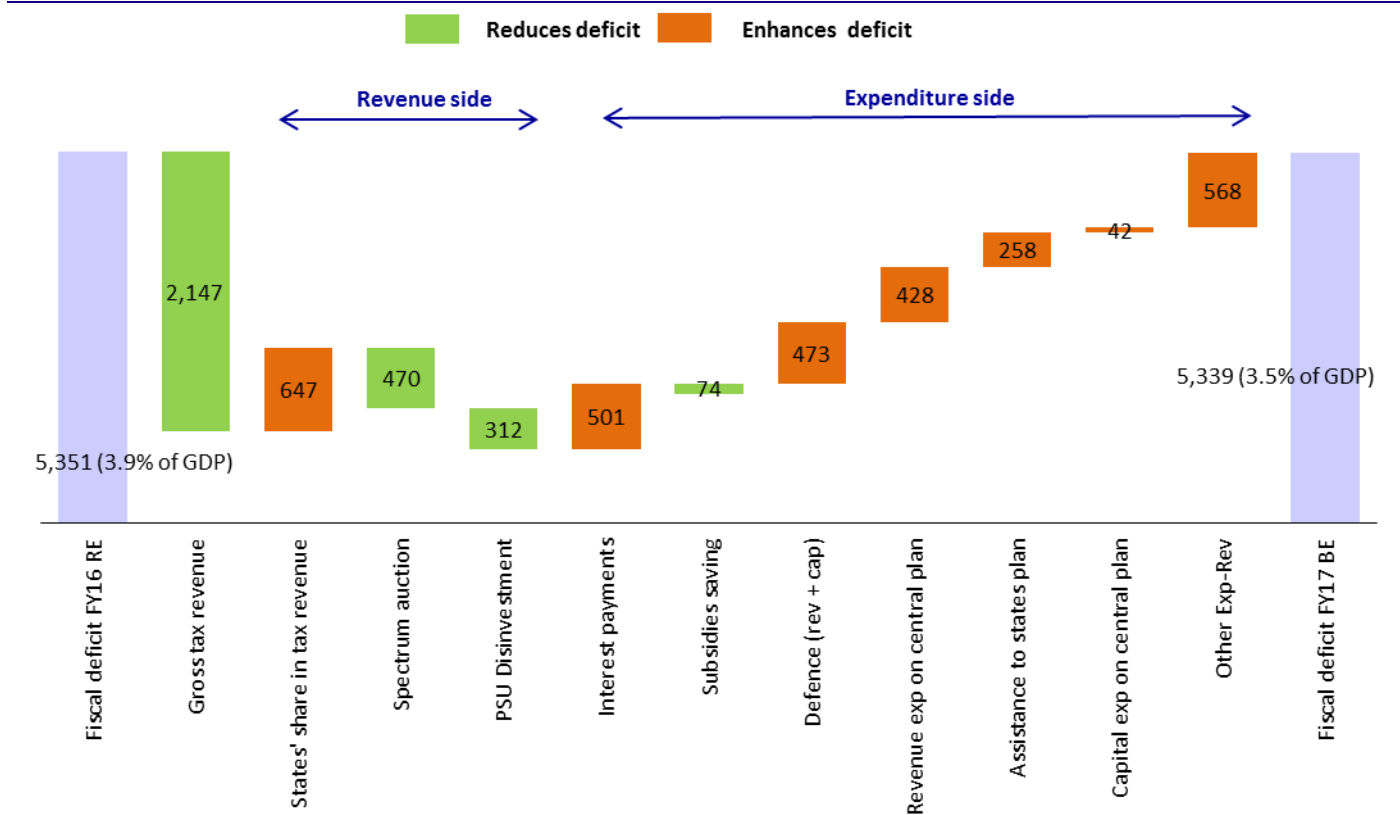 Reduces deficit
Enhances deficit
Revenue side
Expenditure side
2,147
647
470
312
501
74
473
428
258
42
568
5,351 (3.9% of GDP)
5,339 (3.5% of GDP)
Fiscal deficit FY16 RE
Gross tax revenue
States' share in tax revenue
Spectrum auction
PSU Disinvestment
Interest payments
Subsidies saving
Defence (rev + cap)
Revenue exp on central plan
Assistance to states plan
Capital exp on central plan
Other Exp-Rev
Fiscal deficit FY17 BE